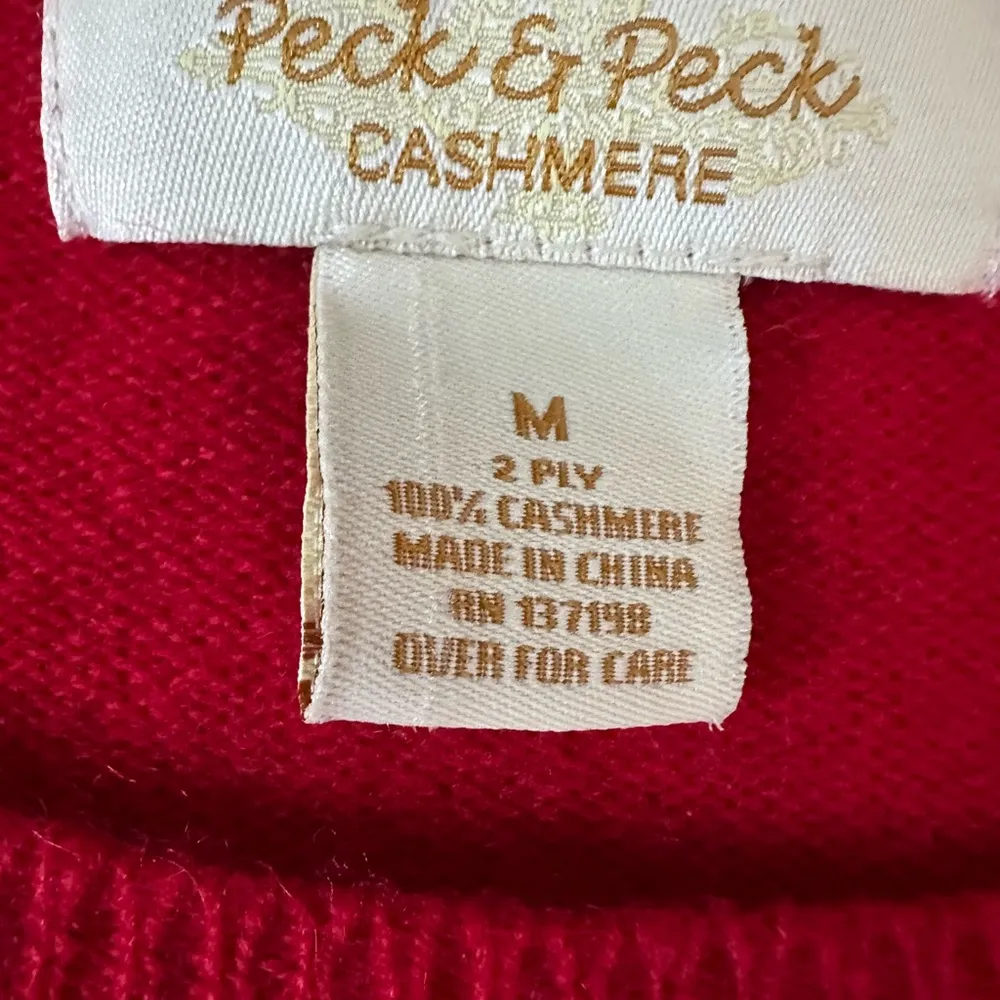 Peck & Peck
CASHMERE
M
2 PLY
100% CASHMERE
MADE IN CHINA
RN 137198
OVER FOR CARE